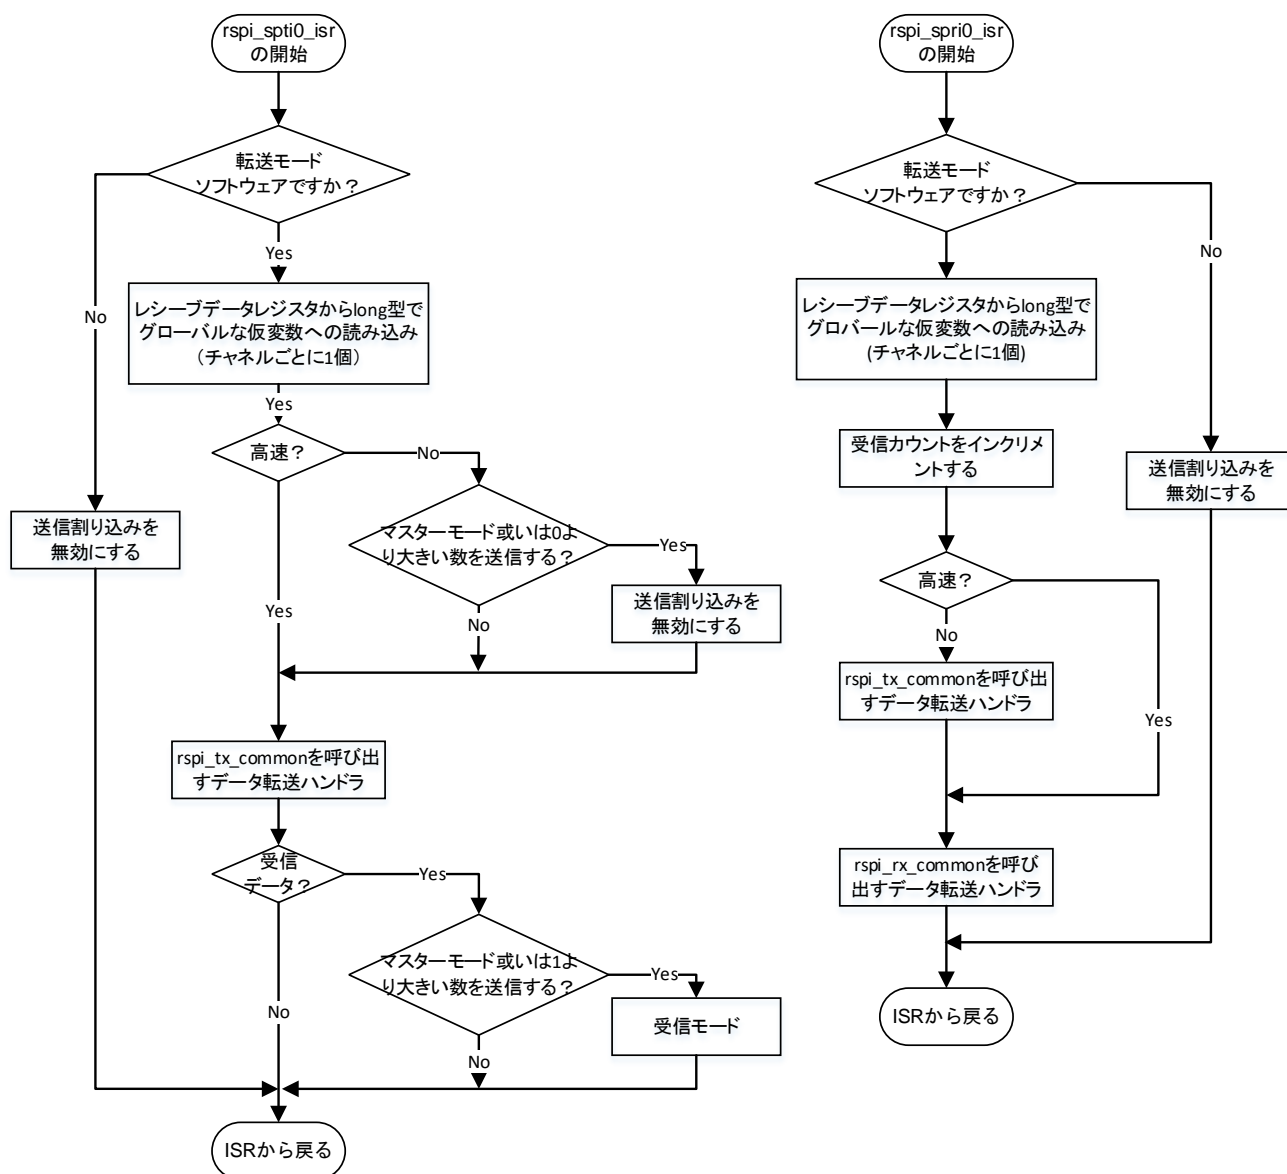 rspi_spti0_isr
の開始
転送モード
ソフトウェアですか？
Yes
No
レシーブデータレジスタからlong型で
グローバルな仮変数への読み込み
（チャネルごとに1個）
Yes
高速？
No
マスターモード或いは0よ
り大きい数を送信する？
Yes
送信割り込みを
無効にする
送信割り込みを
無効にする
Yes
No
rspi_tx_commonを呼び出
すデータ転送ハンドラ
受信
データ？
Yes
マスターモード或いは1よ
り大きい数を送信する？
Yes
受信モード
No
No
ISRから戻る
rspi_spri0_isr
の開始
転送モード
ソフトウェアですか？
No
Yes
レシーブデータレジスタからlong型で
グロバールな仮変数への読み込み
(チャネルごとに1個)
受信カウントをインクリメ
ントする
送信割り込みを
無効にする
高速？
No
rspi_tx_commonを呼び出
すデータ転送ハンドラ
Yes
rspi_rx_commonを呼び
出すデータ転送ハンドラ
ISRから戻る